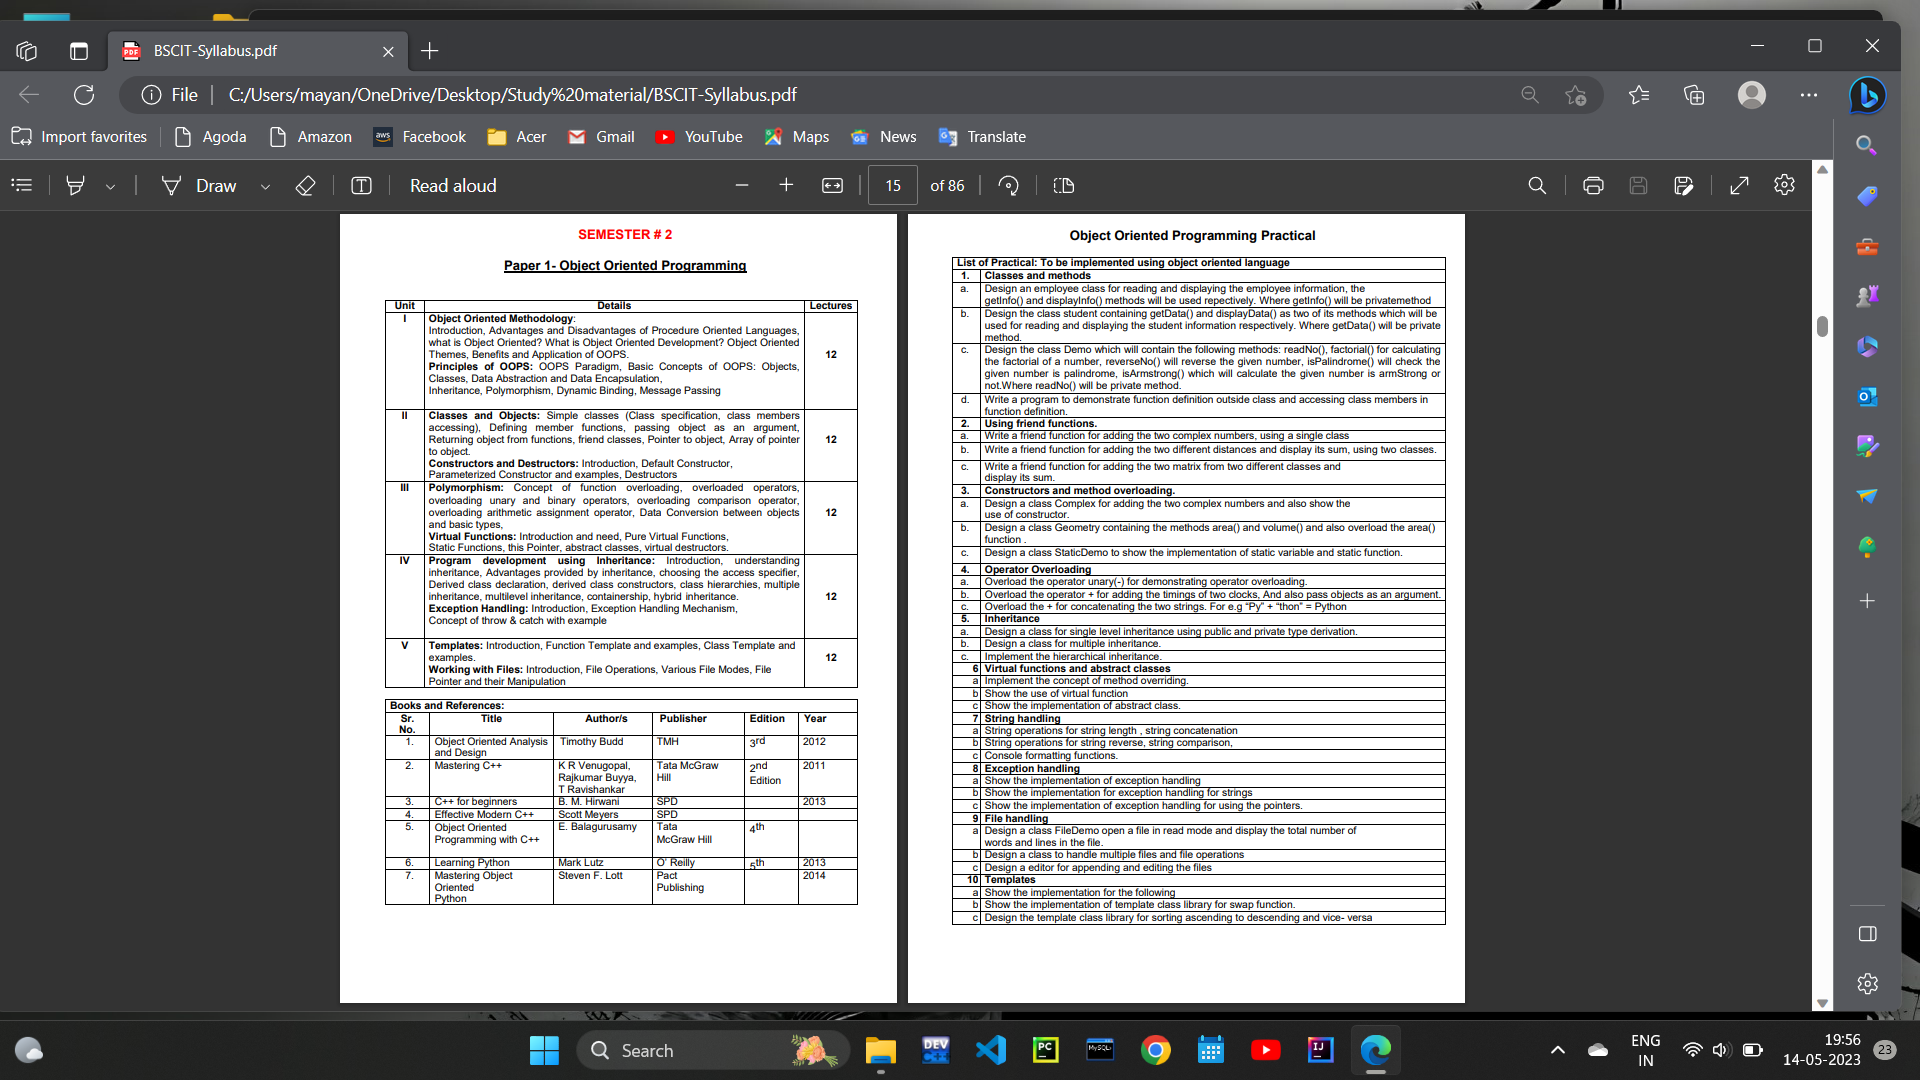 BSCIT-Syllabus.pdf
File
C:/Users/mayan/OneDrive/Desktop/Study%20material/BSCIT-Syllabus.pdf
Import favorites
Agoda
Amazon
aws
Facebook
Acer
Gmail
YouTube
Maps
News
Translate
Draw
Read aloud
15
of 86
SEMESTER # 2
Paper 1- Object Oriented Programming
Unit Details Lectures
I Object Oriented Methodology:
Introduction, Advantages and Disadvantages of Procedure Oriented Languages,
what is Object Oriented? What is Object Oriented Development? Object Oriented
Themes, Benefits and Application of OOPS. 12
Principles of OOPS: OOPS Paradigm, Basic Concepts of OOPS: Objects,
Classes, Data Abstraction and Data Encapsulation,
Inheritance, Polymorphism, Dynamic Binding, Message Passing
II Classes and Objects: Simple classes (Class specification, class members
accessing), Defining member functions, passing object as an argument,
Returning object from functions, friend classes, Pointer to object, Array of pointer 12
to object.
Constructors and Destructors: Introduction, Default Constructor,
Parameterized Constructor and examples, Destructors
III Polymorphism: Concept of function overloading, overloaded operators,
overloading unary and binary operators, overloading comparison operator,
overloading arithmetic assignment operator, Data Conversion between objects 12
and basic types,
Virtual Functions: Introduction and need, Pure Virtual Functions,
Static Functions, this Pointer, abstract classes, virtual destructors.
IV Program development using Inheritance: Introduction, understanding
inheritance, Advantages provided by inheritance, choosing the access specifier,
Derived class declaration, derived class constructors, class hierarchies, multiple
inheritance, multilevel inheritance, containership, hybrid inheritance. 12
Exception Handling: Introduction, Exception Handling Mechanism,
Concept of throw & catch with example
V Templates: Introduction, Function Template and examples, Class Template and
examples. 12
Working with Files: Introduction, File Operations, Various File Modes, File
Pointer and their Manipulation
Books and References:
Sr. No. Title Author/s Publisher Edition Year
1. Object Oriented Analysis and Design Timothy Budd TMH 3rd 2012
2. Mastering C++ K R Venugopal, Rajkumar Buyya, T Ravishankar Tata McGraw Hill 2nd Edition 2011
3. C++ for beginners B. M. Hirwani SPD 2013
4. Effective Modern C++ Scott Meyers SPD
5. Object Oriented Programming with C++ E. Balagurusamy Tata McGraw Hill 4th
6. Learning Python Mark Lutz O' Reilly 5th 2013
7. Mastering Object Oriented Python Steven F. Lott Pact Publishing 2014
Object Oriented Programming Practical
List of Practical: To be implemented using object oriented language
1. Classes and methods
a. Design an employee class for reading and displaying the employee information, the
getInfo() and displayInfo() methods will be used repectively. Where getInfo() will be privatemethod
b. Design the class student containing getData() and displayData() as two of its methods which will be
used for reading and displaying the student information respectively. Where getData() will be private
method.
c. Design the class Demo which will contain the following methods: readNo(), factorial() for calculating
the factorial of a number, reverseNo() will reverse the given number, isPalindrome() will check the
given number is palindrome, isArmstrong() which will calculate the given number is armStrong or
not.Where readNo() will be private method.
d. Write a program to demonstrate function definition outside class and accessing class members in
function definition.
2. Using friend functions.
a. Write a friend function for adding the two complex numbers, using a single class
b. Write a friend function for adding the two different distances and display its sum, using two classes.
c. Write a friend function for adding the two matrix from two different classes and
display its sum.
3. Constructors and method overloading.
a. Design a class Complex for adding the two complex numbers and also show the
use of constructor.
b. Design a class Geometry containing the methods area() and volume() and also overload the area()
function .
c. Design a class StaticDemo to show the implementation of static variable and static function.
4. Operator Overloading
a. Overload the operator unary(-) for demonstrating operator overloading.
b. Overload the operator + for adding the timings of two clocks, And also pass objects as an argument.
c. Overload the + for concatenating the two strings. For e.g “Py” + “thon” = Python
5. Inheritance
a. Design a class for single level inheritance using public and private type derivation.
b. Design a class for multiple inheritance.
c. Implement the hierarchical inheritance.
6 Virtual functions and abstract classes
a Implement the concept of method overriding.
b Show the use of virtual function
c Show the implementation of abstract class.
7 String handling
a String operations for string length , string concatenation
b String operations for string reverse, string comparison,
c Console formatting functions.
8 Exception handling
a Show the implementation of exception handling
b Show the implementation for exception handling for strings
c Show the implementation of exception handling for using the pointers.
9 File handling
a Design a class FileDemo open a file in read mode and display the total number of
words and lines in the file.
b Design a class to handle multiple files and file operations
c Design a editor for appending and editing the files
10 Templates
a Show the implementation for the following
b Show the implementation of template class library for swap function.
c Design the template class library for sorting ascending to descending and vice- versa
Search
DEV C++
PC
MySQL
IJ
ENG
IN
19:56
14-05-2023
23